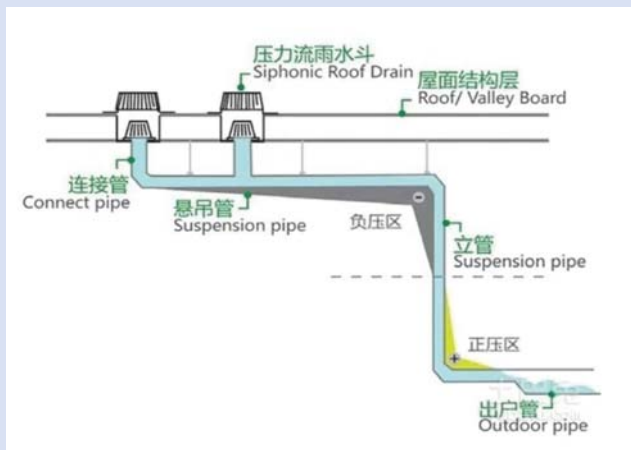 压力流雨水斗
Siphonic Roof Drain
屋面结构层
Roof/ Valley Board
连接管
Connect pipe
悬吊管
Suspension pipe
负压区
立管
Suspension pipe
正压区
出户管
Outdoor pipe